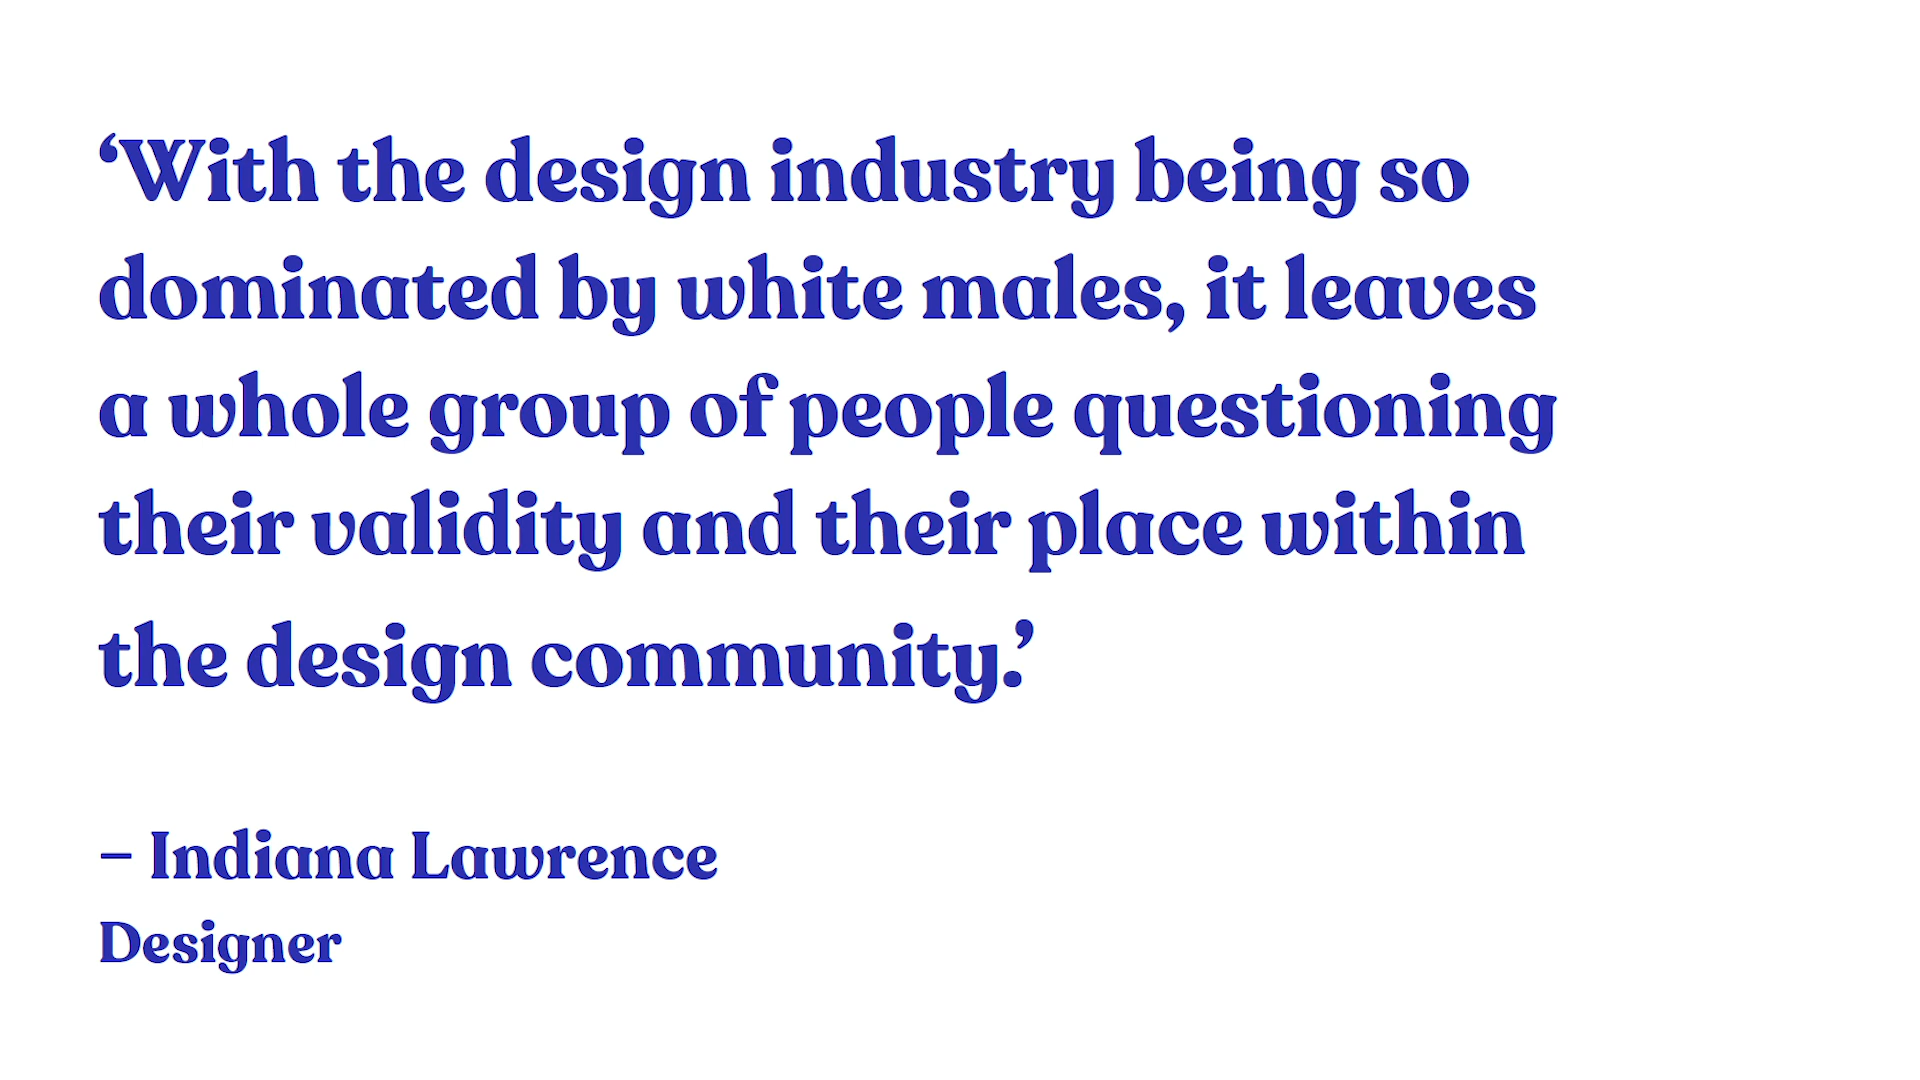 ‘With the design industry being so
dominated by white males, it leaves
a whole group of people questioning
their validity and their place within
the design community.’
– Indiana Lawrence
Designer